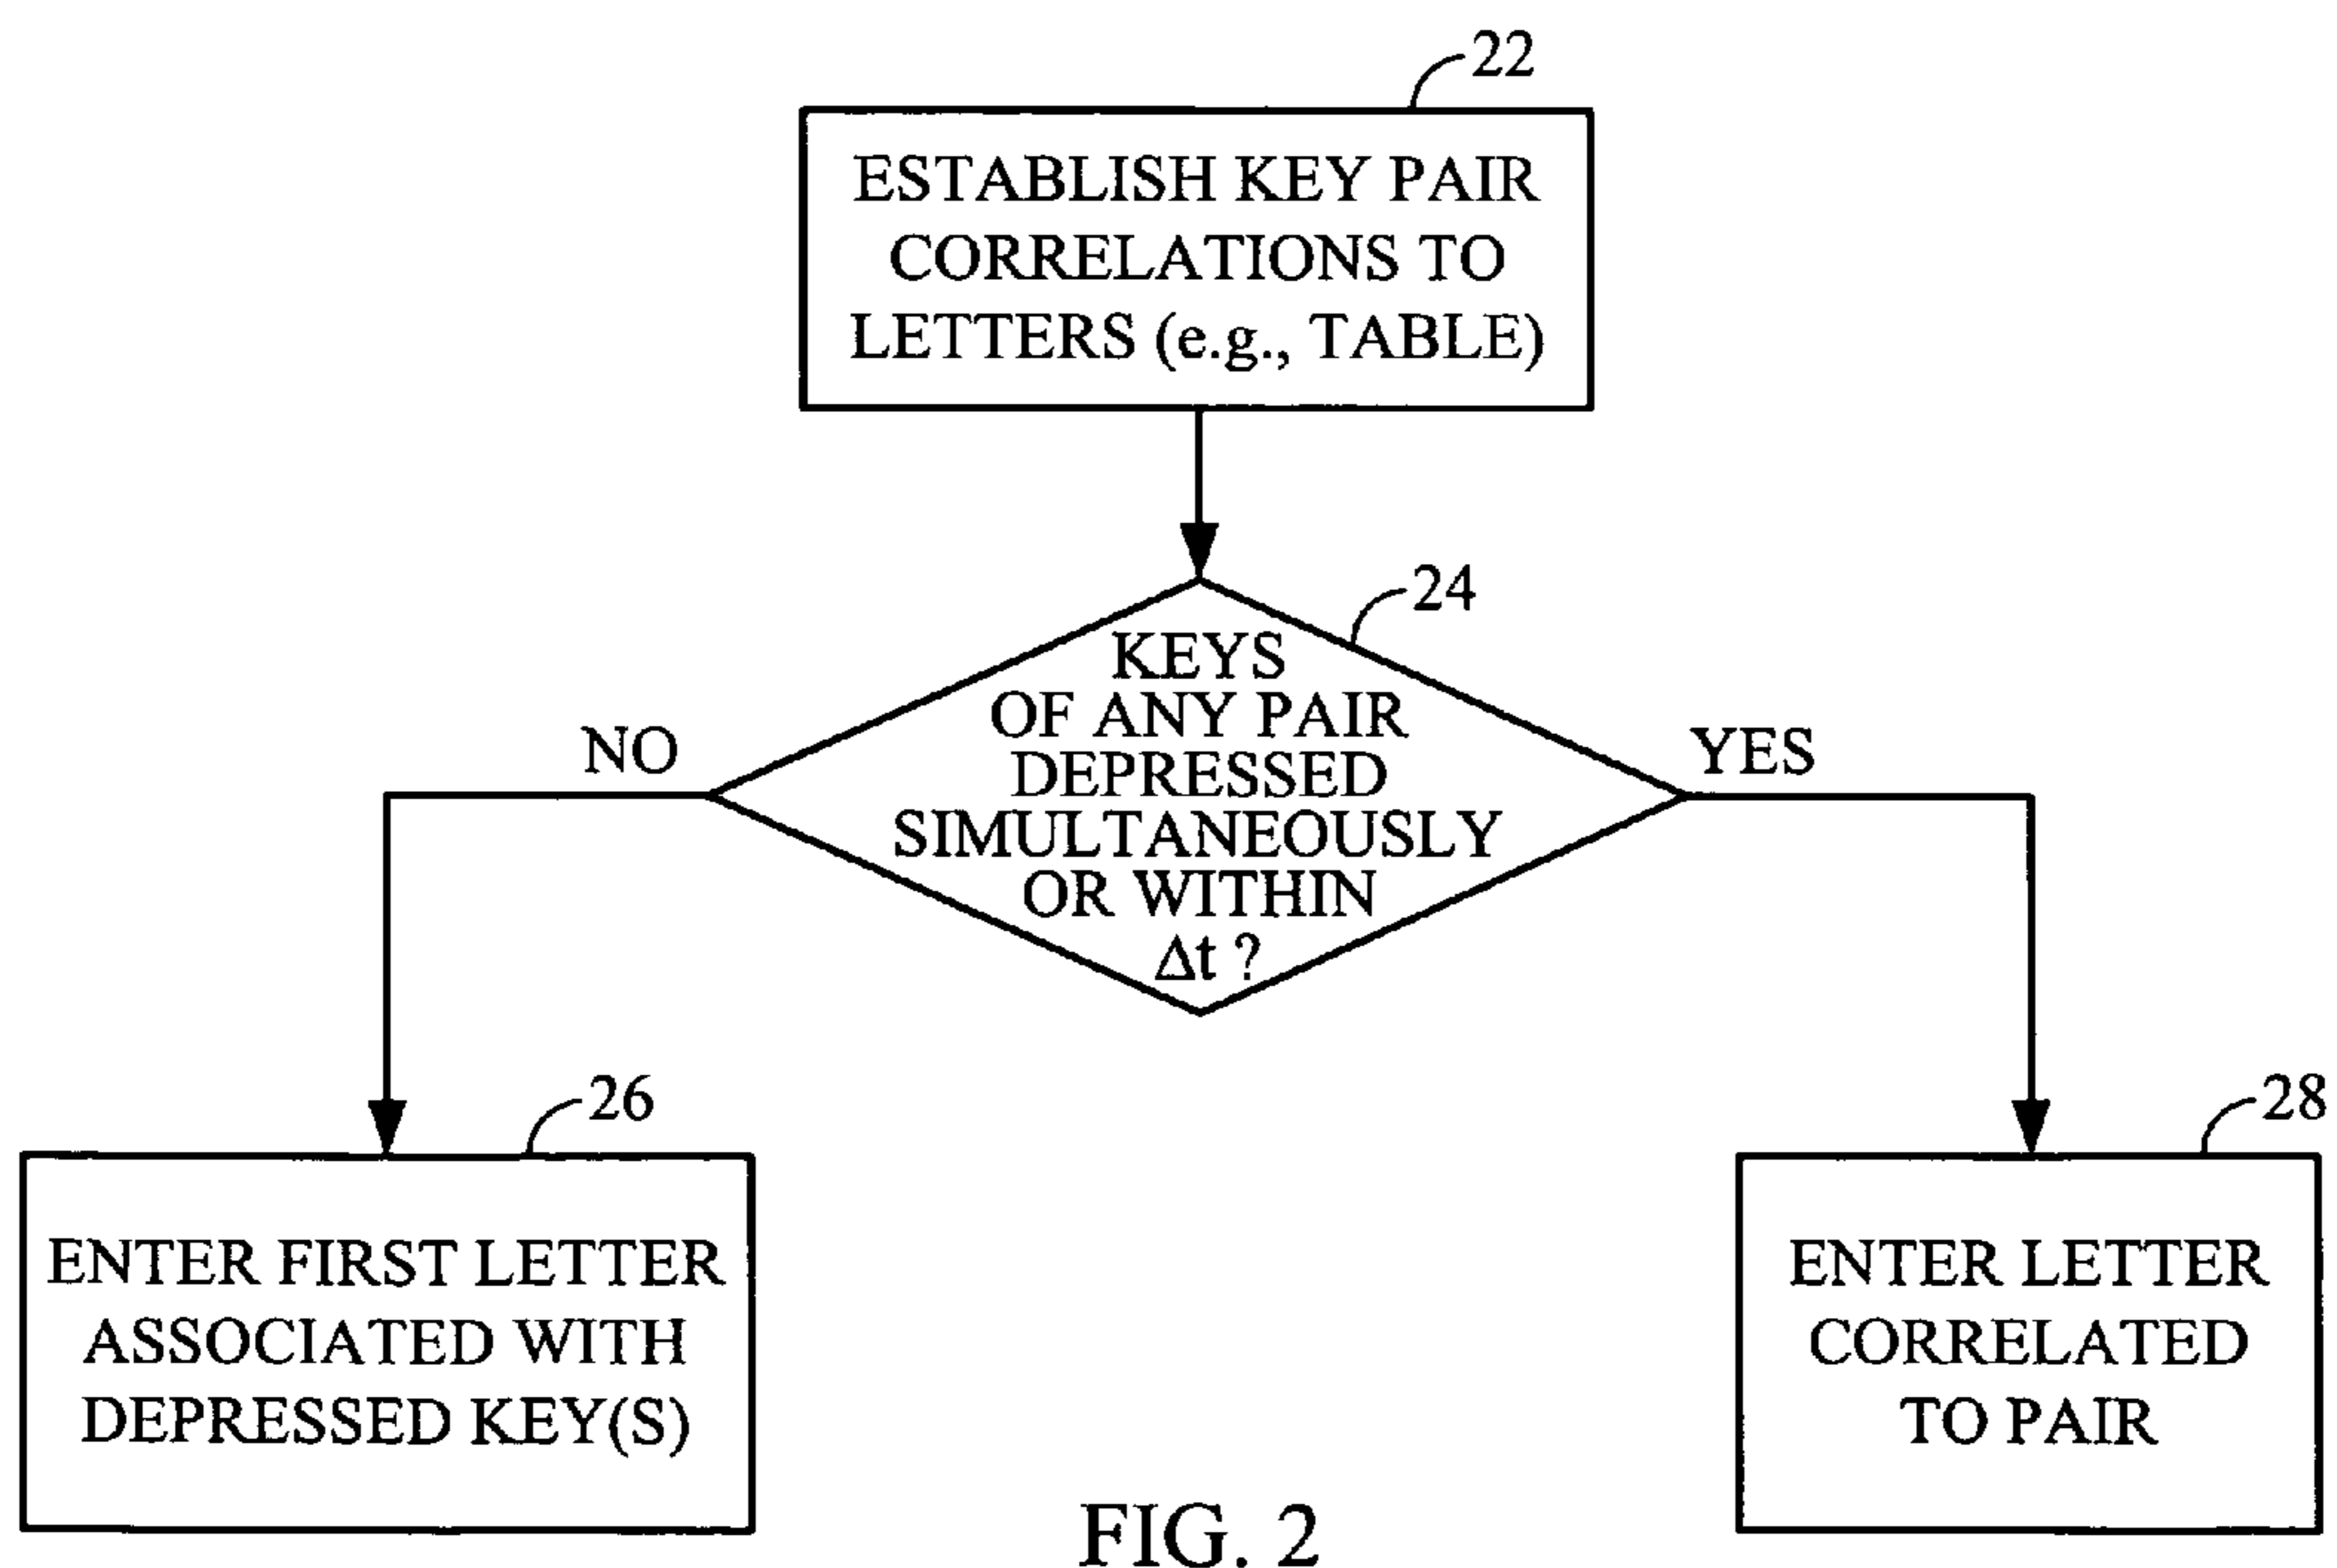 22
ESTABLISH KEY PAIR
CORRELATIONS TO
LETTERS (e.g., TABLE)
24
KEYS
OF ANY PAIR
DEPRESSED
SIMULTANEOUSLY
OR WITHIN
Δt ?
NO
YES
26
ENTER FIRST LETTER
ASSOCIATED WITH
DEPRESSED KEY(S)
28
ENTER LETTER
CORRELATED
TO PAIR
FIG. 2